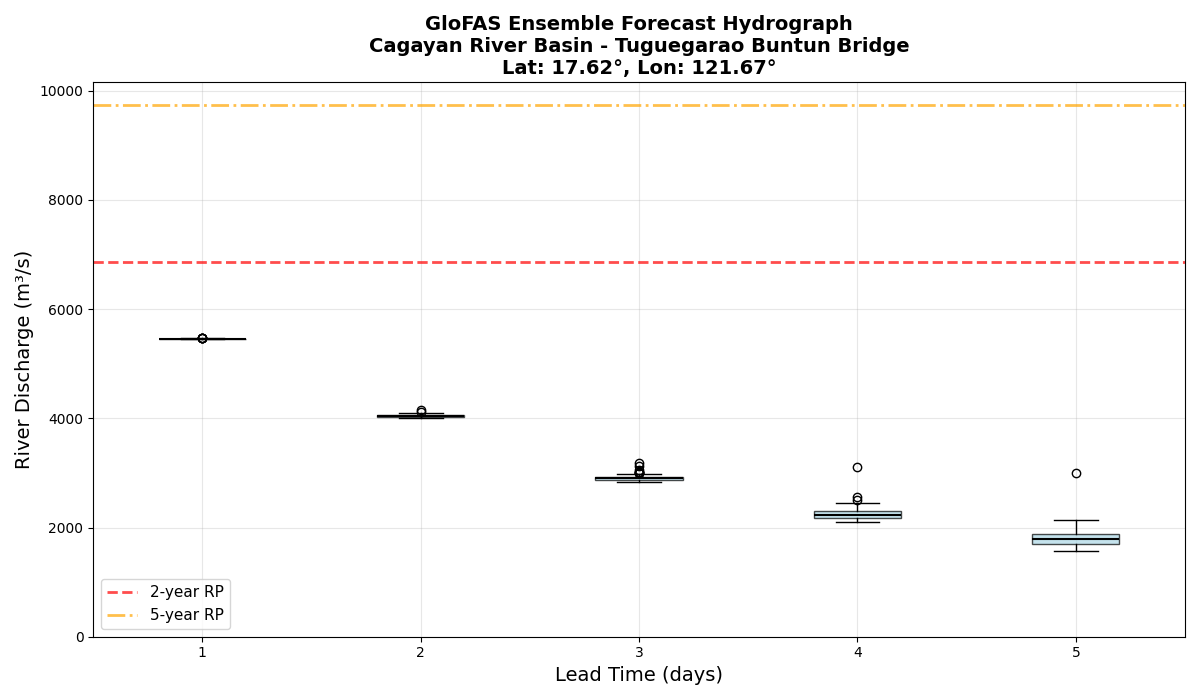 GloFAS Ensemble Forecast Hydrograph
Cagayan River Basin - Tuguegarao Buntun Bridge
Lat: 17.62°, Lon: 121.67°
River Discharge (m³/s)
10000
8000
6000
4000
2000
0
2-year RP
5-year RP
1 2 3 4 5
Lead Time (days)